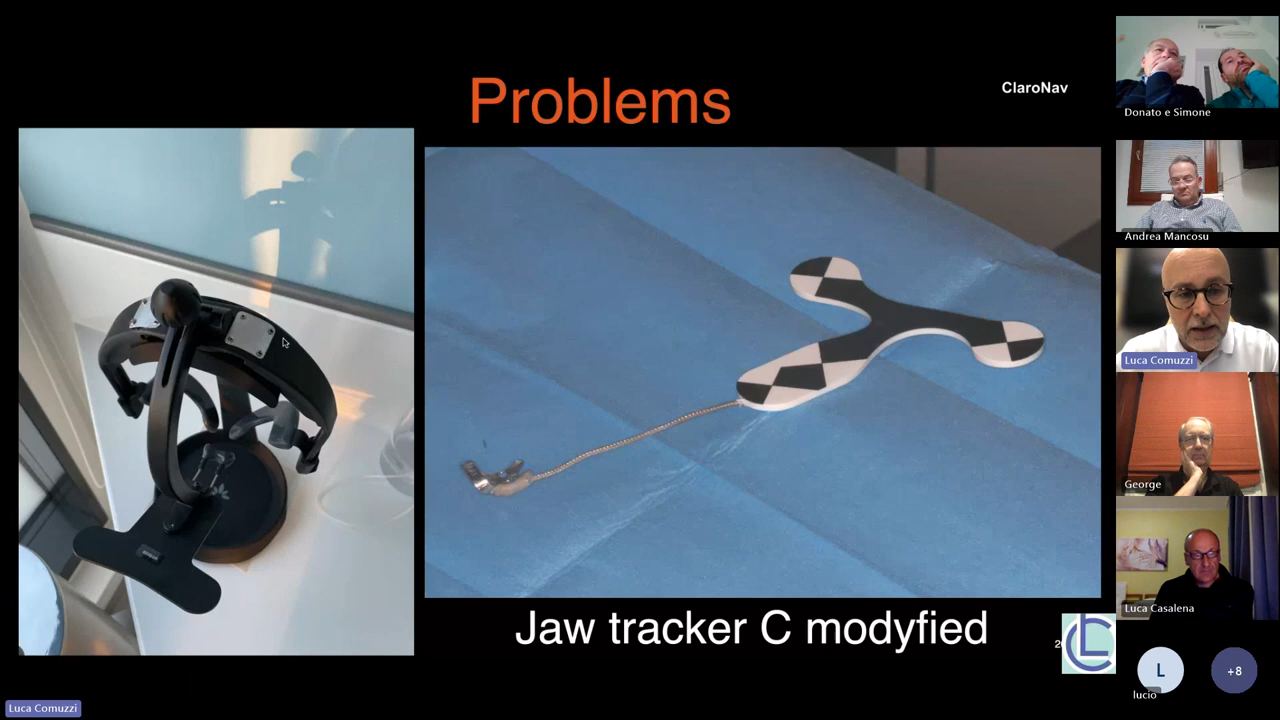 Problems
ClaroNav
Jaw tracker C modyfied
Donato e Simone
Andrea Mancosu
Luca Comuzzi
George
Luca Casalena
L
+8
lucio
Luca Comuzzi